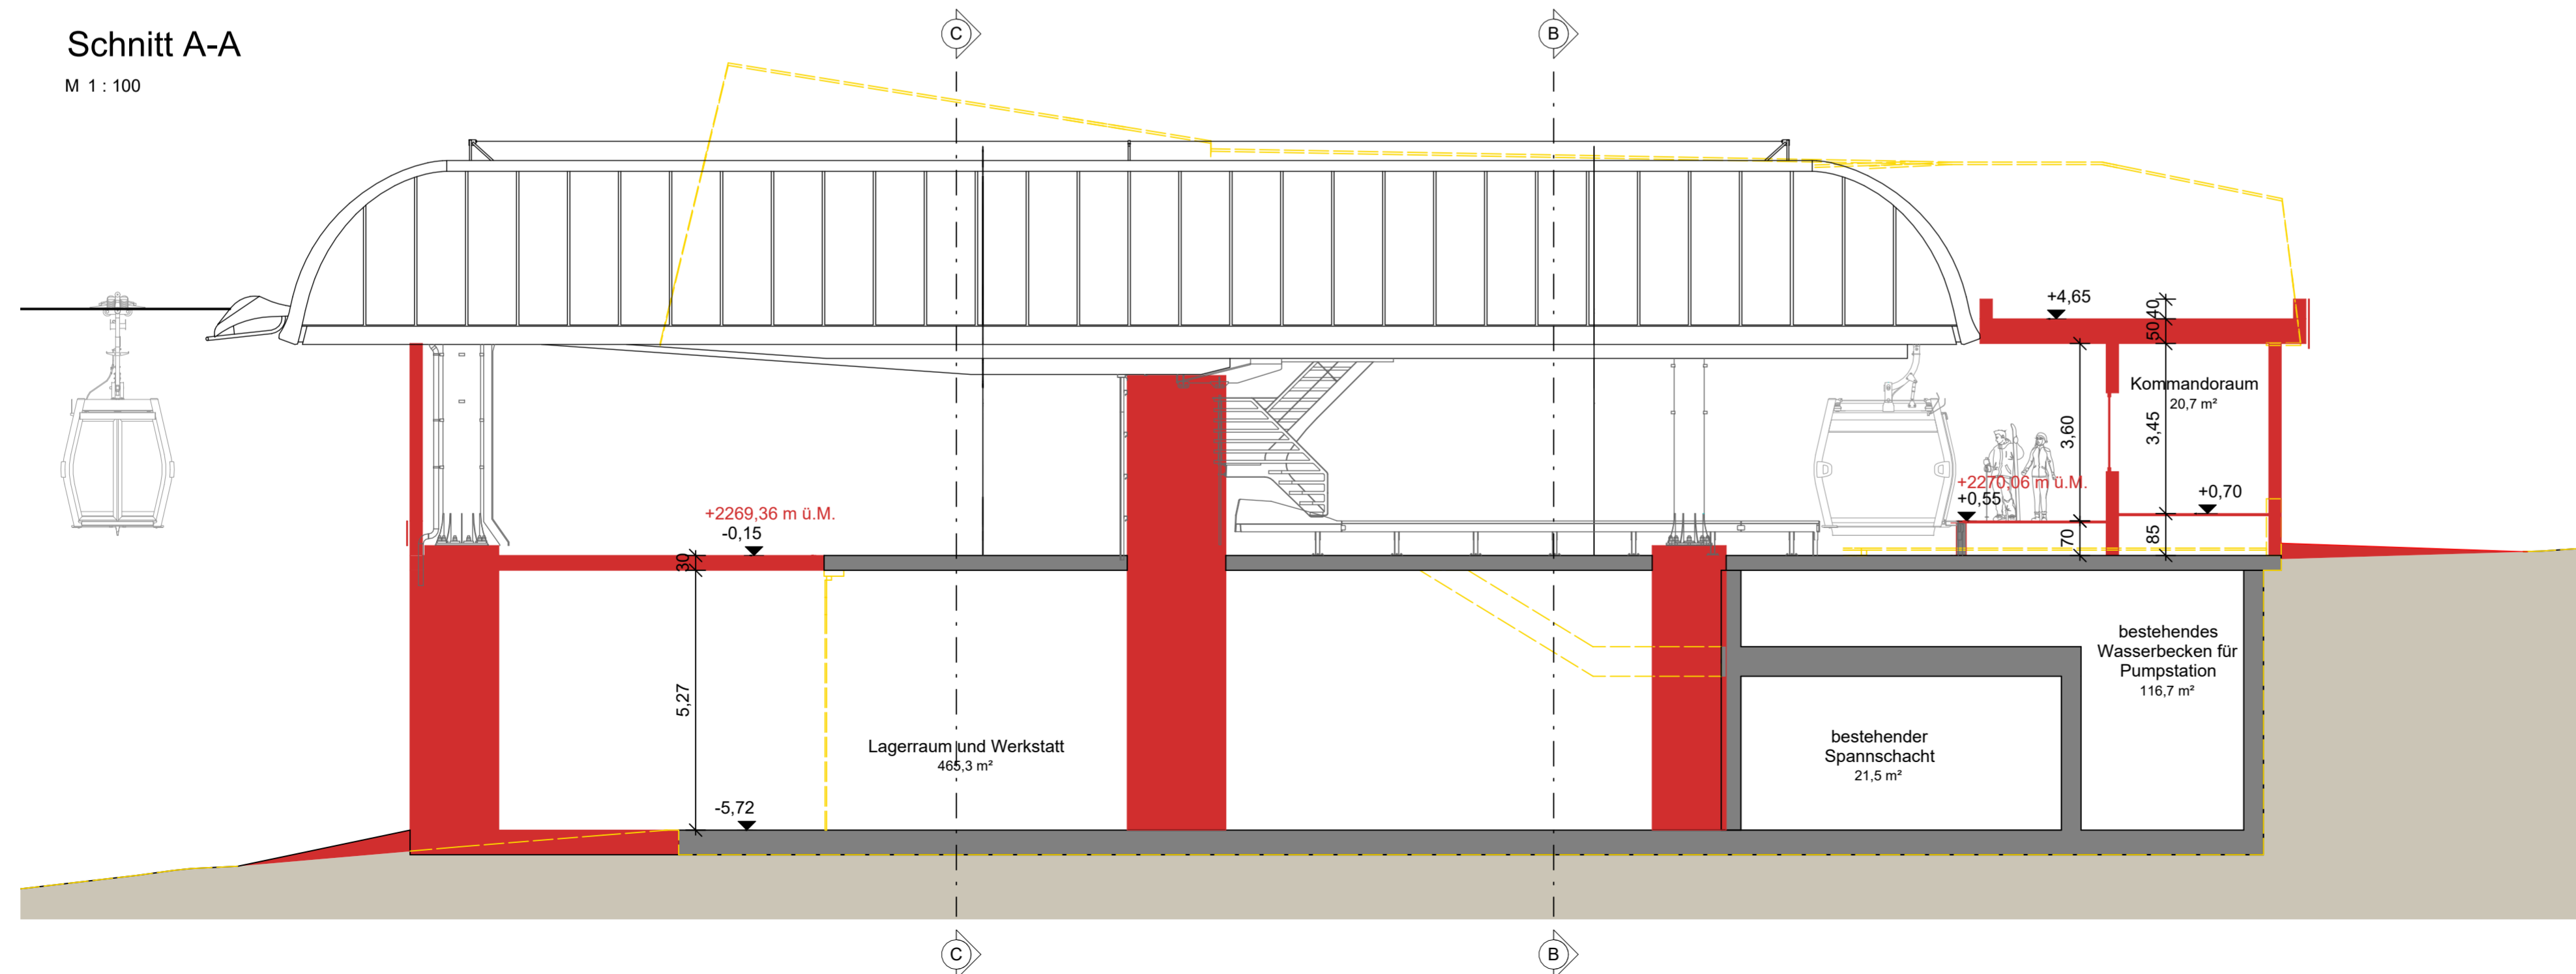 Schnitt A-A
M 1 : 100
C
B
+4,65
40
50
Kommandoraum
20,7 m²
3,60
3,45
+2270,06 m ü.M.
+0,55
+0,70
70
85
+2269,36 m ü.M.
-0,15
30
5,27
-5,72
Lagerraum und Werkstatt
465,3 m²
bestehender
Spannschacht
21,5 m²
bestehendes
Wasserbecken für
Pumpstation
116,7 m²
C
B